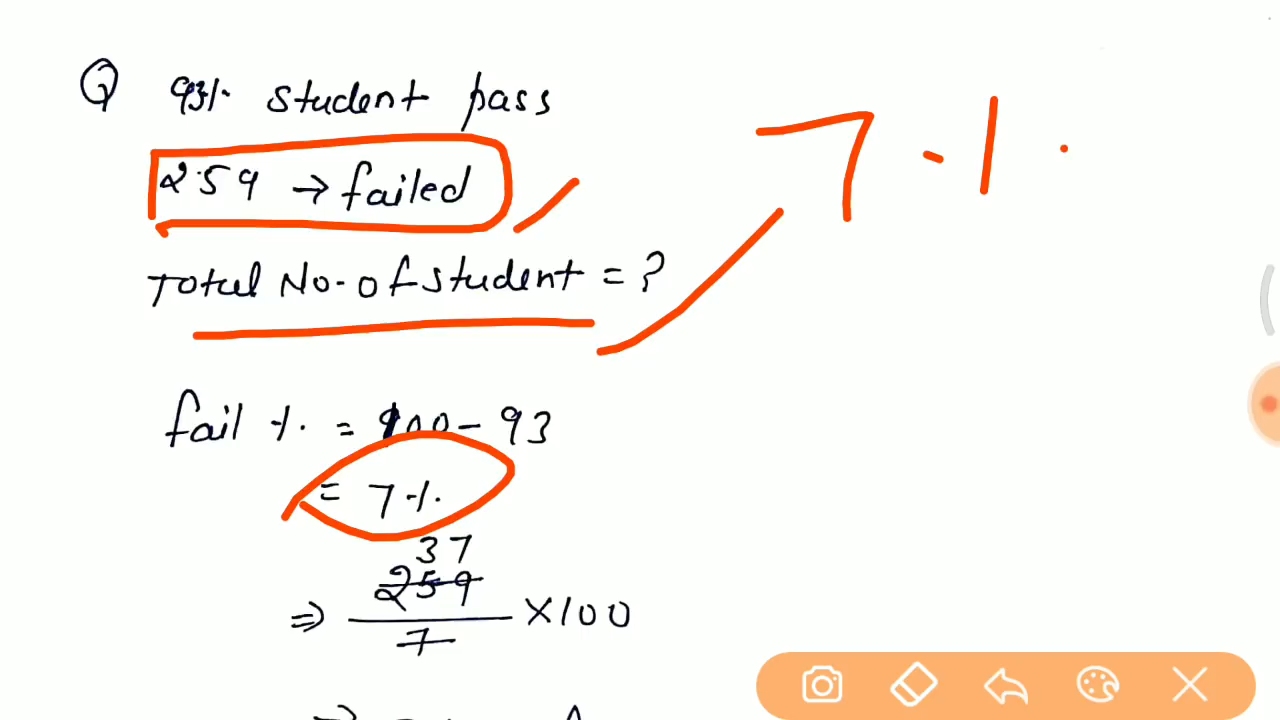 Q 93% student pass
259 → failed
Total No. of student = ?
7%
fail % = 100 - 93
= 7%
37
⇒ 259/7 × 100